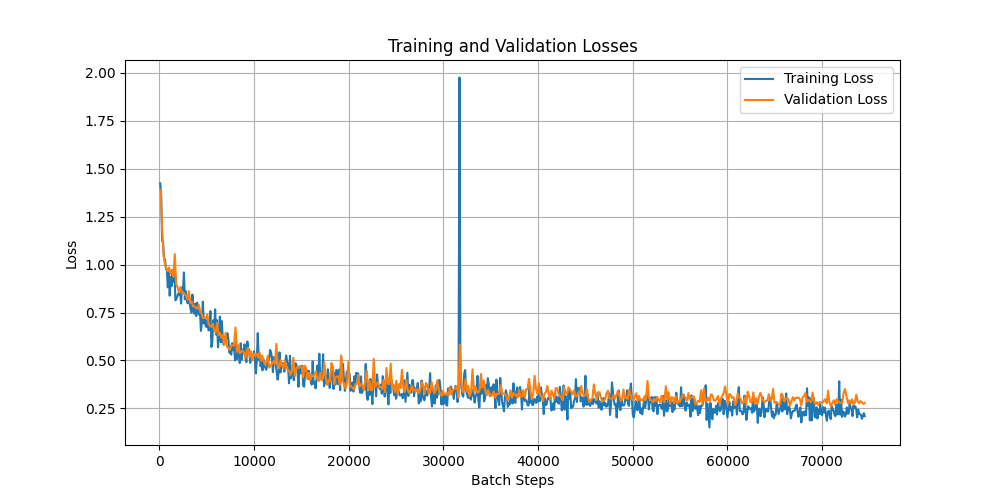 Training and Validation Losses
2.00
1.75
1.50
1.25
1.00
0.75
0.50
0.25
Loss
Training Loss
Validation Loss
0 10000 20000 30000 40000 50000 60000 70000
Batch Steps